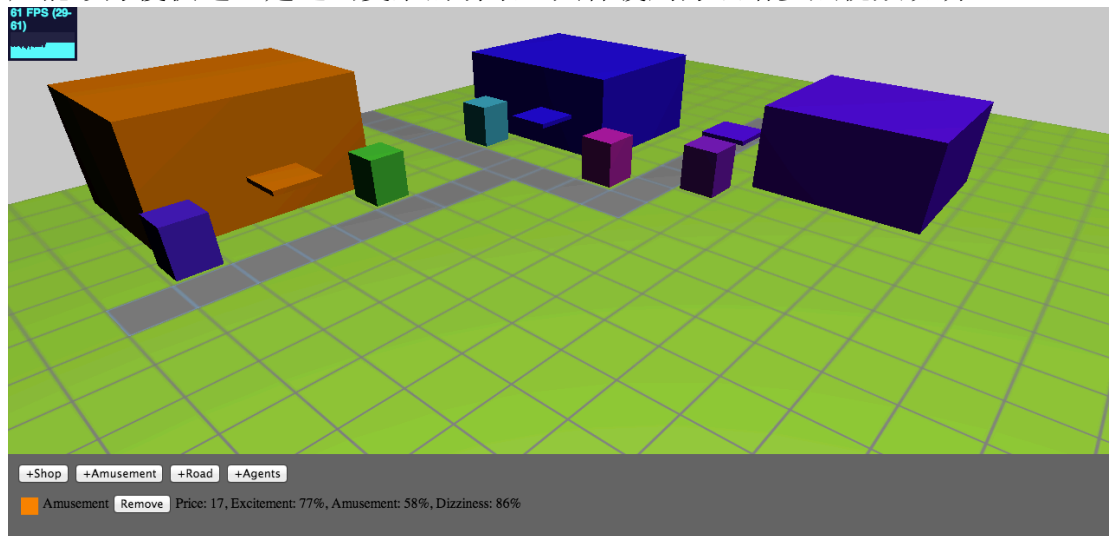 61 FPS (29-
61)
+Shop +Amusement +Road +Agents
Amusement Remove Price: 17, Excitement: 77%, Amusement: 58%, Dizziness: 86%